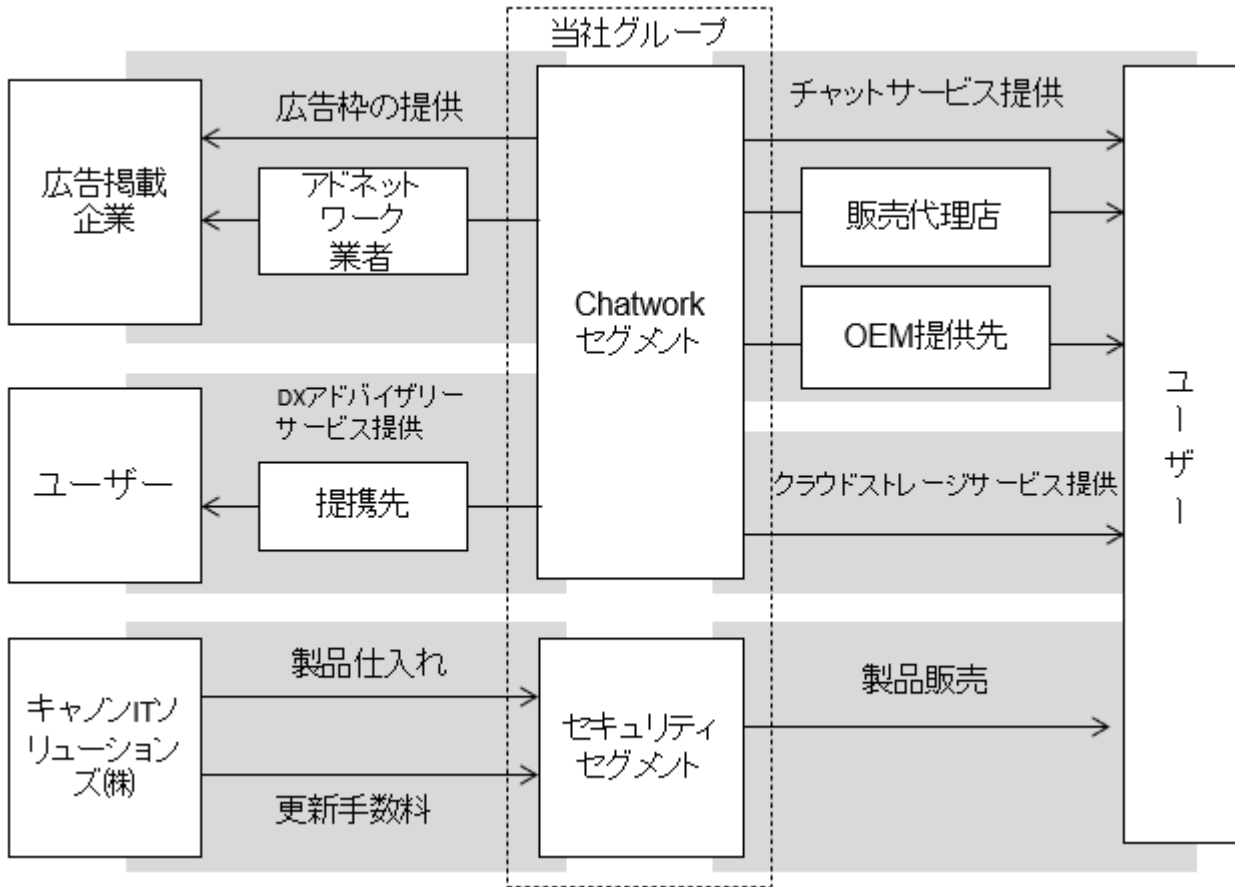 当社グループ
広告掲載
企業
広告枠の提供
アドネット
ワーク
業者
Chatwork
セグメント
チャットサービス提供
販売代理店
OEM提供先
ユーザー
ユーザー
DXアドバイザリー
サービス提供
提携先
クラウドストレージサービス提供
キャノンITソ
リューション
ズ㈱
製品仕入れ
更新手数料
セキュリティ
セグメント
製品販売